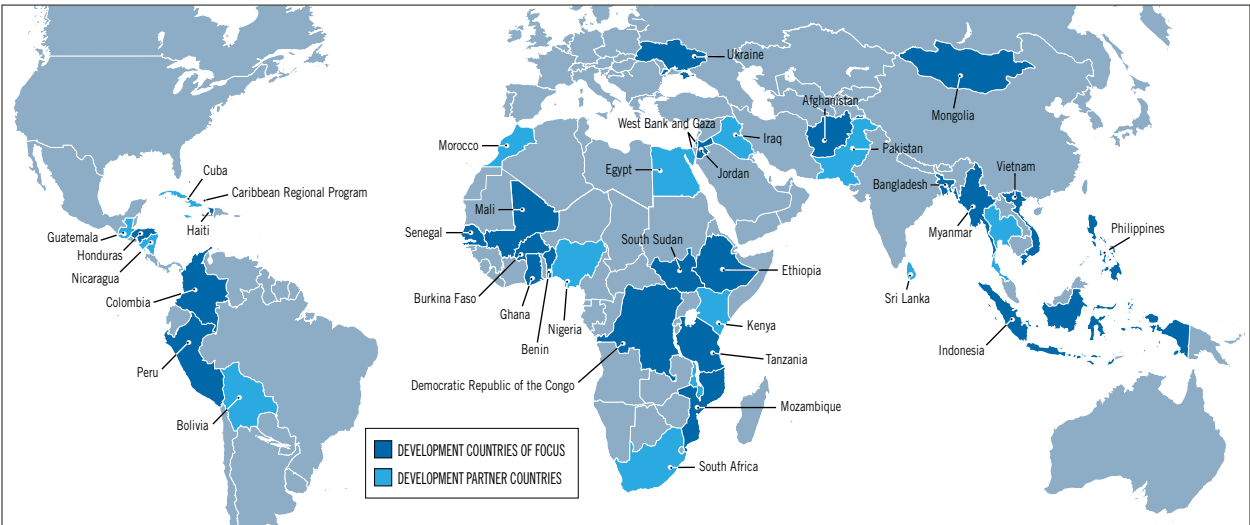 Ukraine
Mongolia
Afghanistan
West Bank and Gaza
Iraq
Pakistan
Jordan
Morocco
Egypt
Bangladesh
Vietnam
Cuba
Caribbean Regional Program
Haiti
Guatemala
Honduras
Nicaragua
Colombia
Mali
Senegal
South Sudan
Myanmar
Philippines
Ethiopia
Burkina Faso
Ghana
Nigeria
Benin
Sri Lanka
Kenya
Indonesia
Tanzania
Peru
Democratic Republic of the Congo
Mozambique
Bolivia
South Africa
DEVELOPMENT COUNTRIES OF FOCUS
DEVELOPMENT PARTNER COUNTRIES